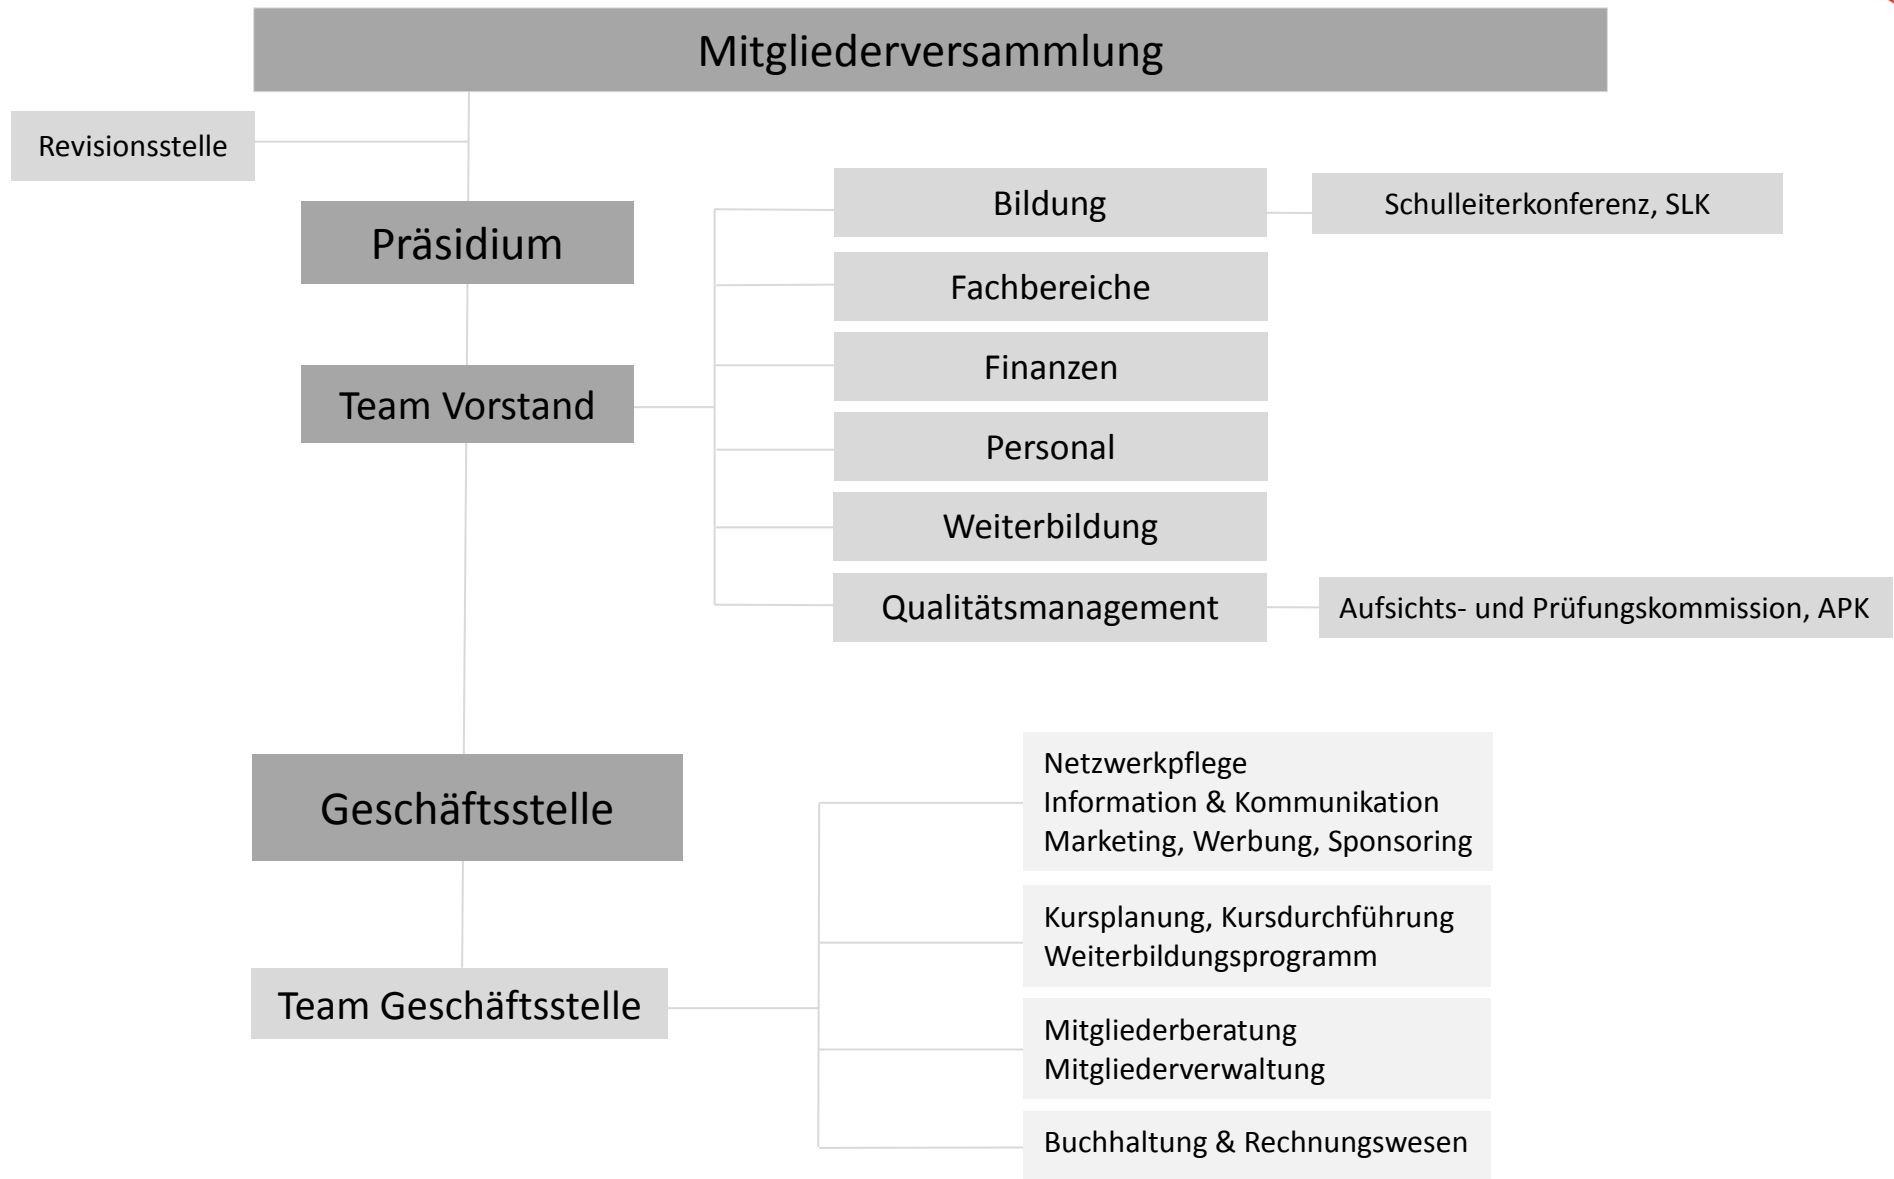 Mitgliederversammlung
Revisionsstelle
Präsidium
Team Vorstand
Bildung
Schulleiterkonferenz, SLK
Fachbereiche
Finanzen
Personal
Weiterbildung
Qualitätsmanagement
Aufsichts- und Prüfungskommission, APK
Geschäftsstelle
Team Geschäftsstelle
Netzwerkpflege
Information & Kommunikation
Marketing, Werbung, Sponsoring
Kursplanung, Kursdurchführung
Weiterbildungsprogramm
Mitgliederberatung
Mitgliederverwaltung
Buchhaltung & Rechnungswesen